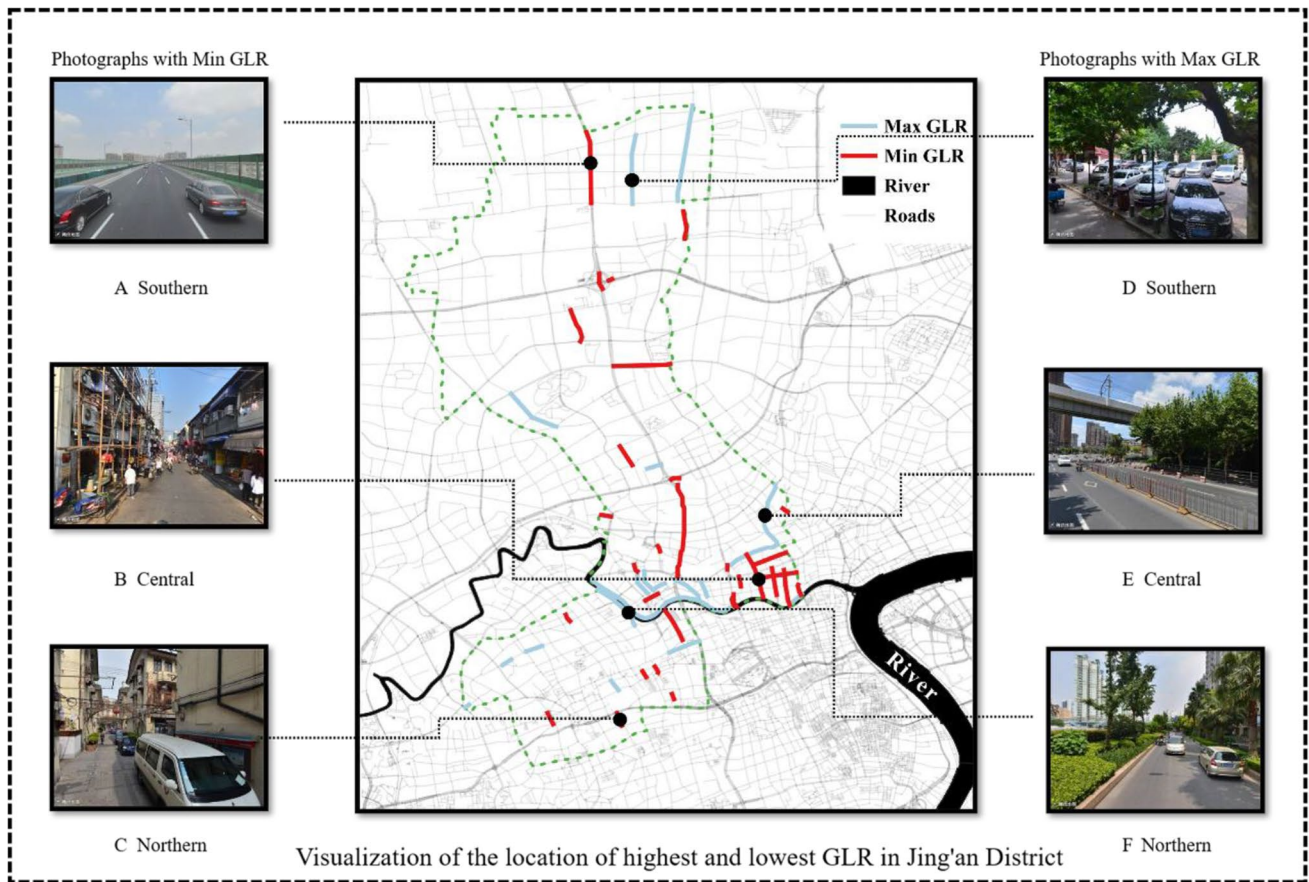 Photographs with Min GLR
Photographs with Max GLR
Max GLR
Min GLR
River
Roads
A Southern
D Southern
B Central
E Central
River
C Northern
F Northern
Visualization of the location of highest and lowest GLR in Jing'an District